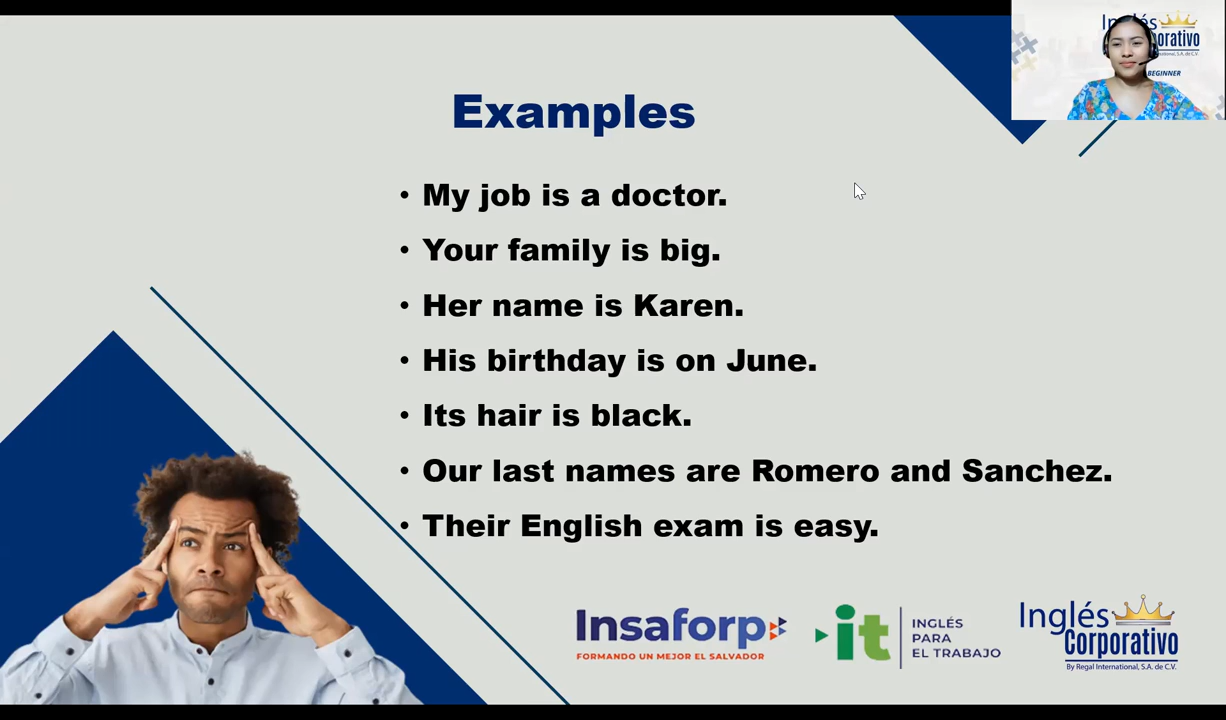 Inglés
orativo
BEGINNER
Examples
• My job is a doctor.
• Your family is big.
• Her name is Karen.
• His birthday is on June.
• Its hair is black.
• Our last names are Romero and Sanchez.
• Their English exam is easy.
Insaforp
FORMANDO UN MEJOR EL SALVADOR
it
INGLÉS
PARA
EL TRABAJO
Inglés
Corporativo
By Regal International, S.A. de C.V.